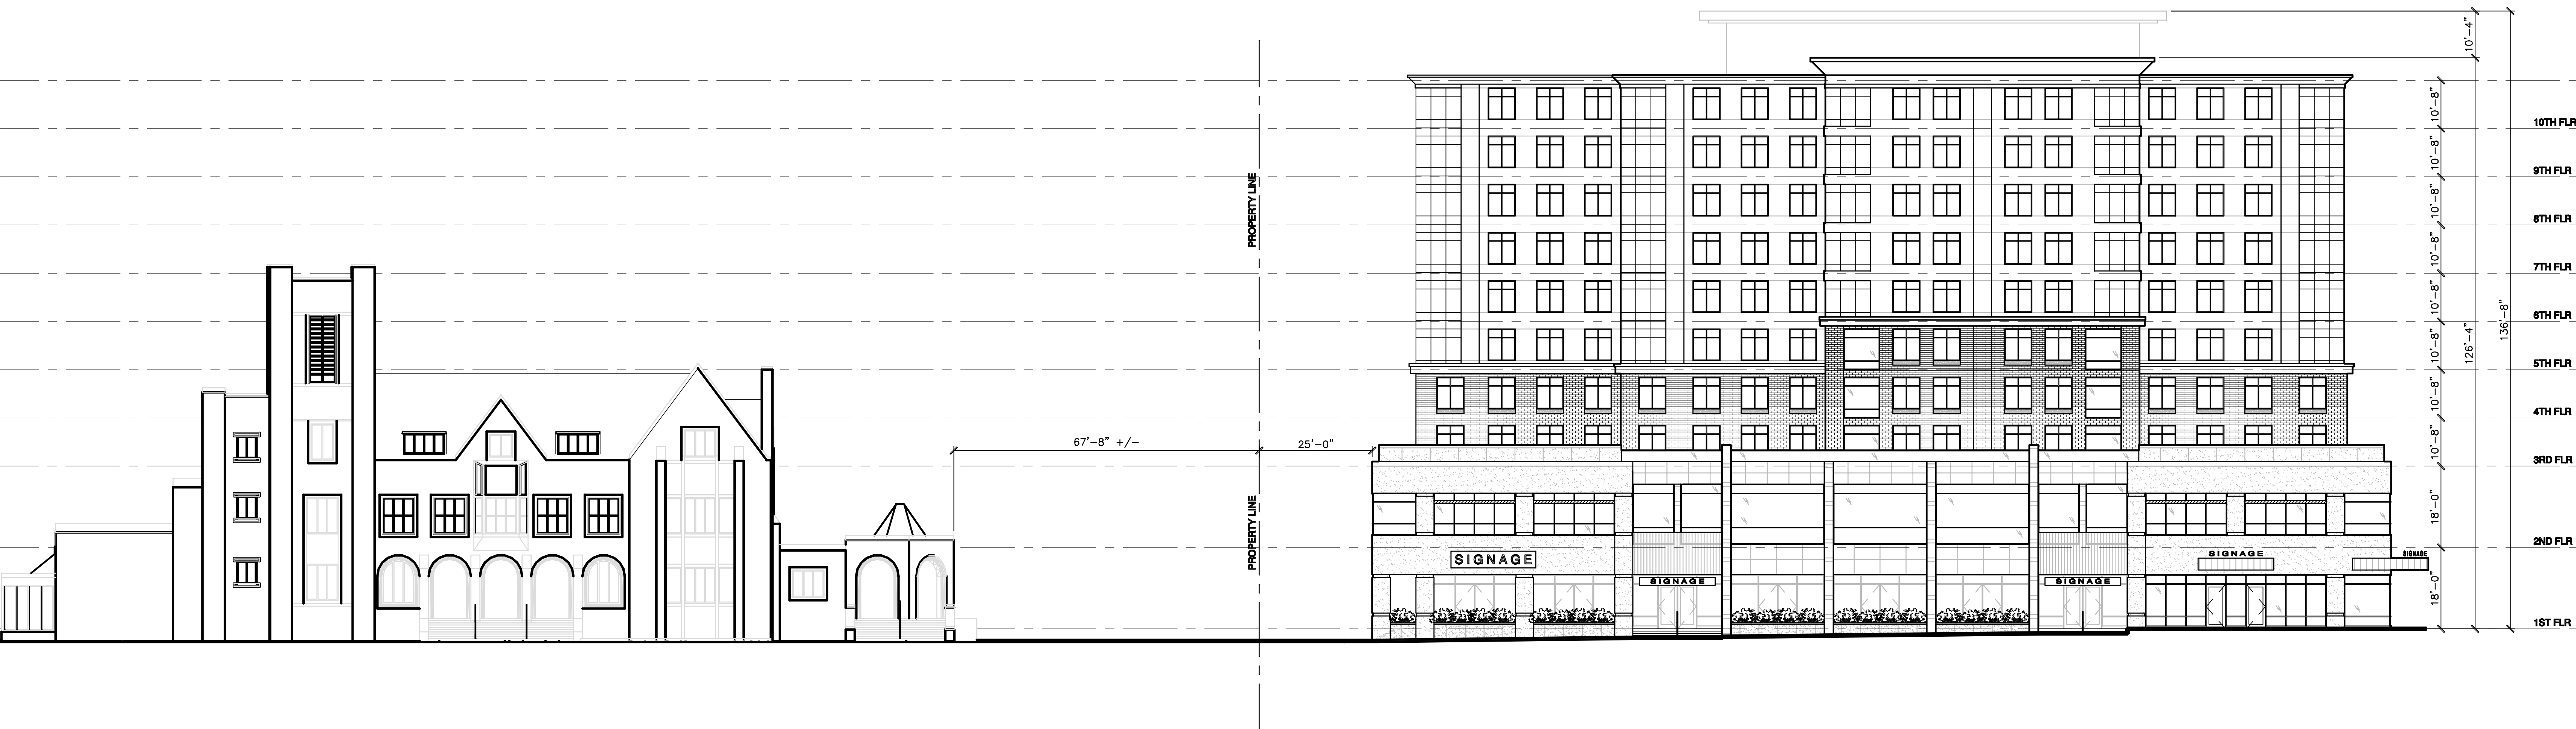 10'-4"
10'-8"
10TH FLR
10'-8"
9TH FLR
PROPERTY LINE
10'-8"
8TH FLR
10'-8"
7TH FLR
10'-8"
6TH FLR
136'-8"
126'-4"
10'-8"
5TH FLR
10'-8"
4TH FLR
67'-8" +/-
25'-0"
10'-8"
3RD FLR
PROPERTY LINE
18'-0"
2ND FLR
SIGNAGE
SIGNAGE
SIGNAGE
SIGNAGE
SIGNAGE
18'-0"
1ST FLR